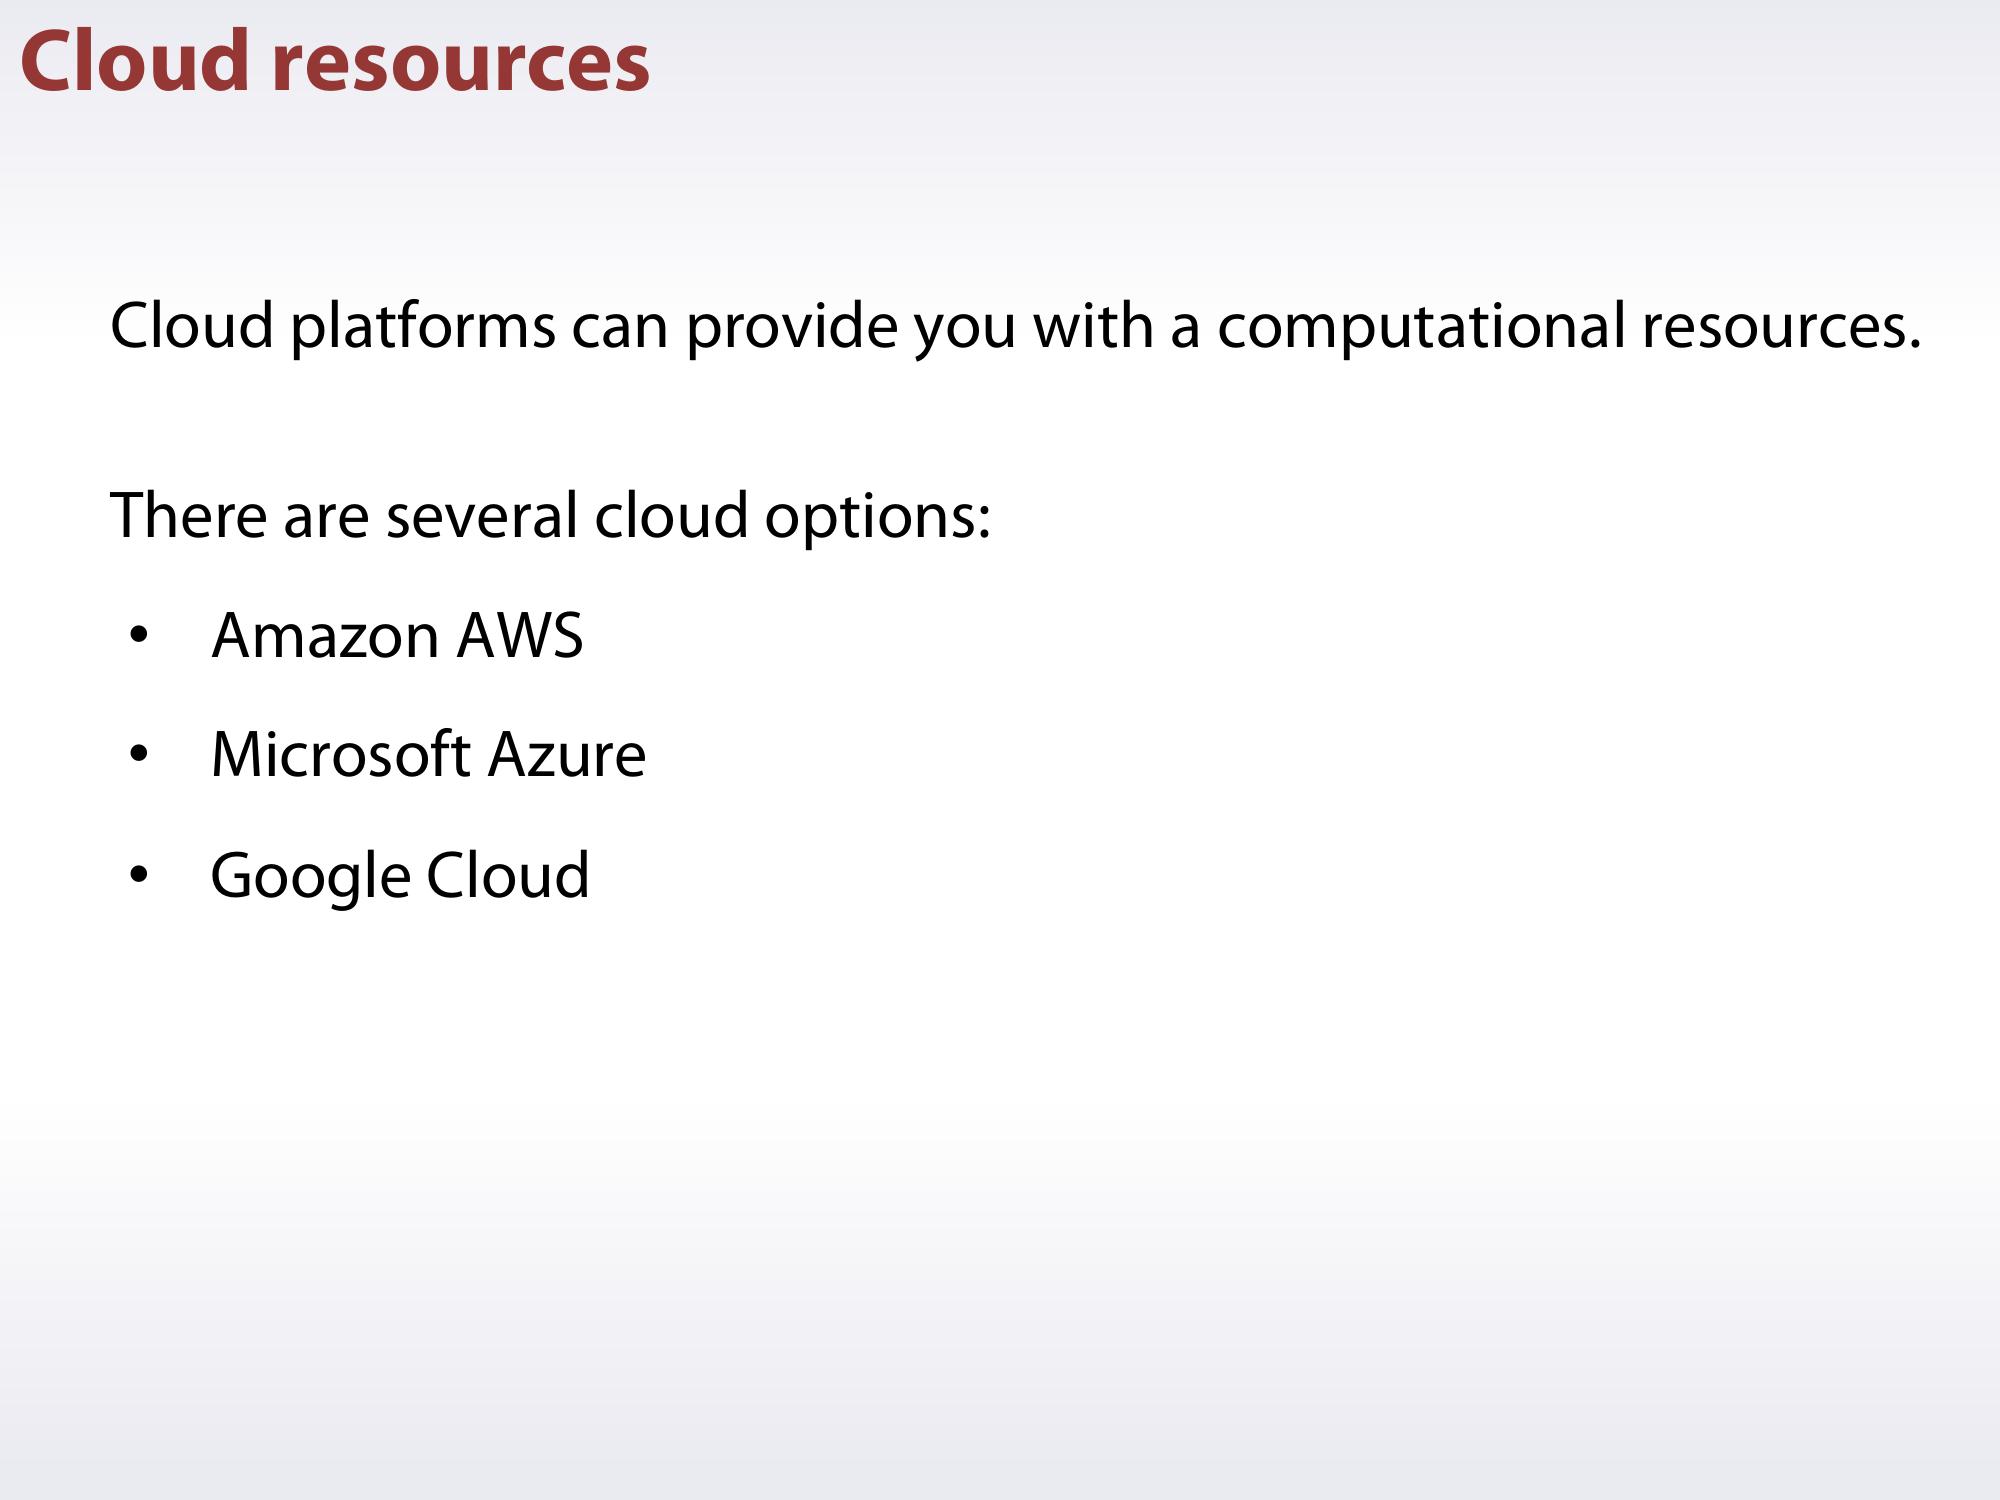 Cloud resources
Cloud platforms can provide you with a computational resources.
There are several cloud options:
• Amazon AWS
• Microsoft Azure
• Google Cloud